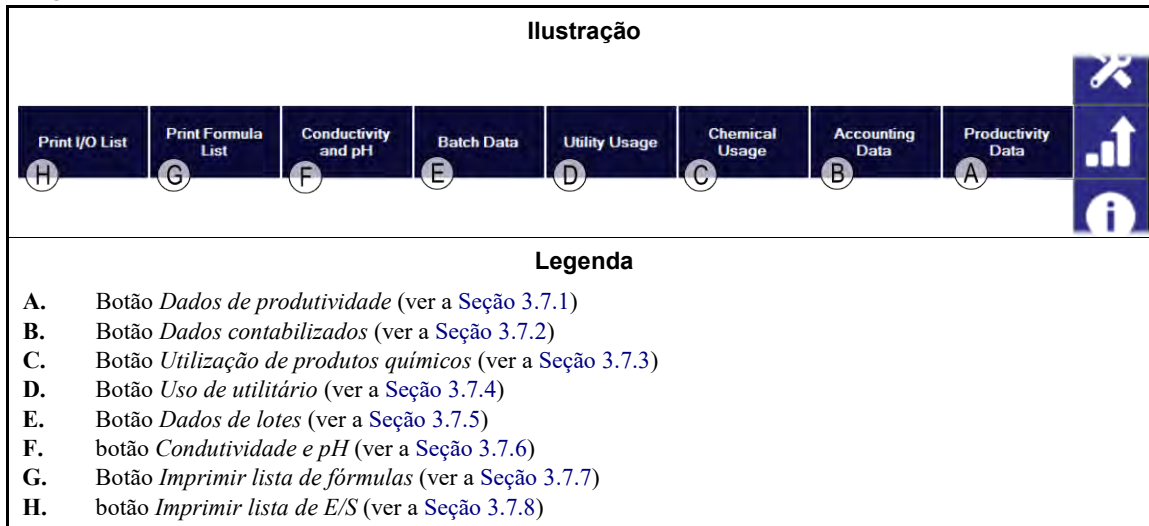 Ilustração
Print I/O List
Print Formula
List
Conductivity
and pH
Batch Data
Utility Usage
Chemical
Usage
Accounting
Data
Productivity
Data
H
G
F
E
D
C
B
A
i
Legenda
A. Botão Dados de produtividade (ver a Seção 3.7.1)
B. Botão Dados contabilizados (ver a Seção 3.7.2)
C. Botão Utilização de produtos químicos (ver a Seção 3.7.3)
D. Botão Uso de utilitário (ver a Seção 3.7.4)
E. Botão Dados de lotes (ver a Seção 3.7.5)
F. botão Condutividade e pH (ver a Seção 3.7.6)
G. Botão Imprimir lista de fórmulas (ver a Seção 3.7.7)
H. botão Imprimir lista de E/S (ver a Seção 3.7.8)